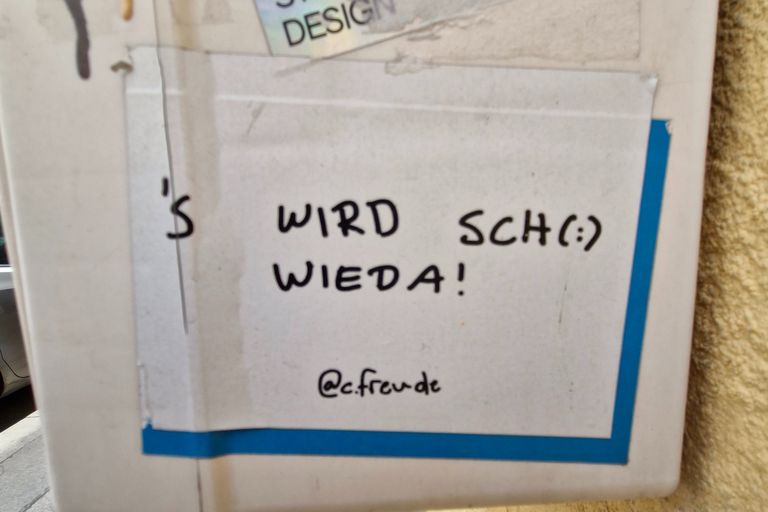 DESIGN
'S WIRD SCH(:)
WIEDA!
@c.freude